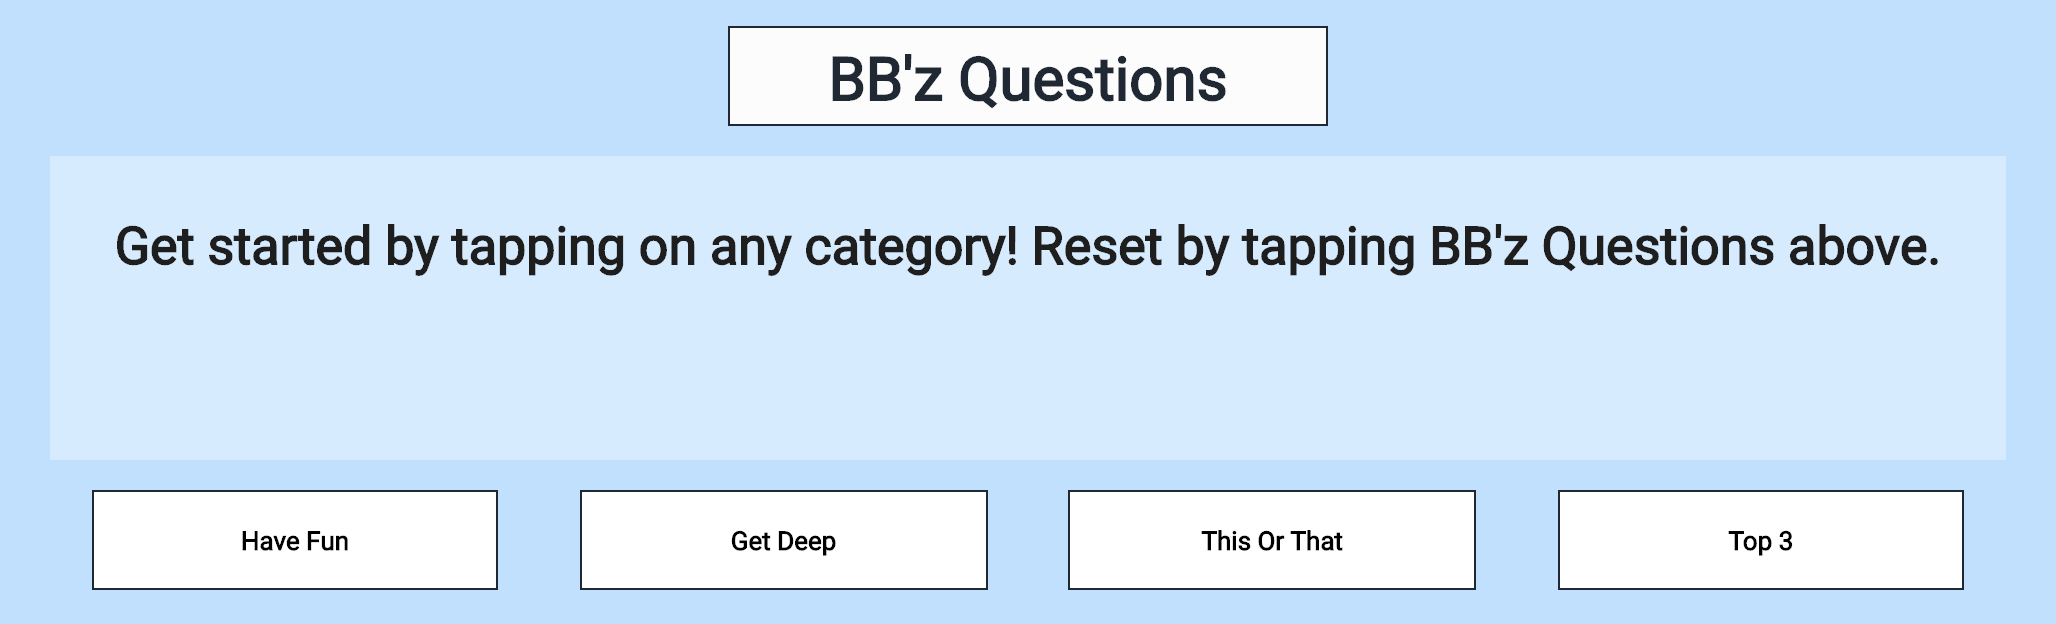 BB'z Questions
Get started by tapping on any category! Reset by tapping BB'z Questions above.
Have Fun
Get Deep
This Or That
Top 3